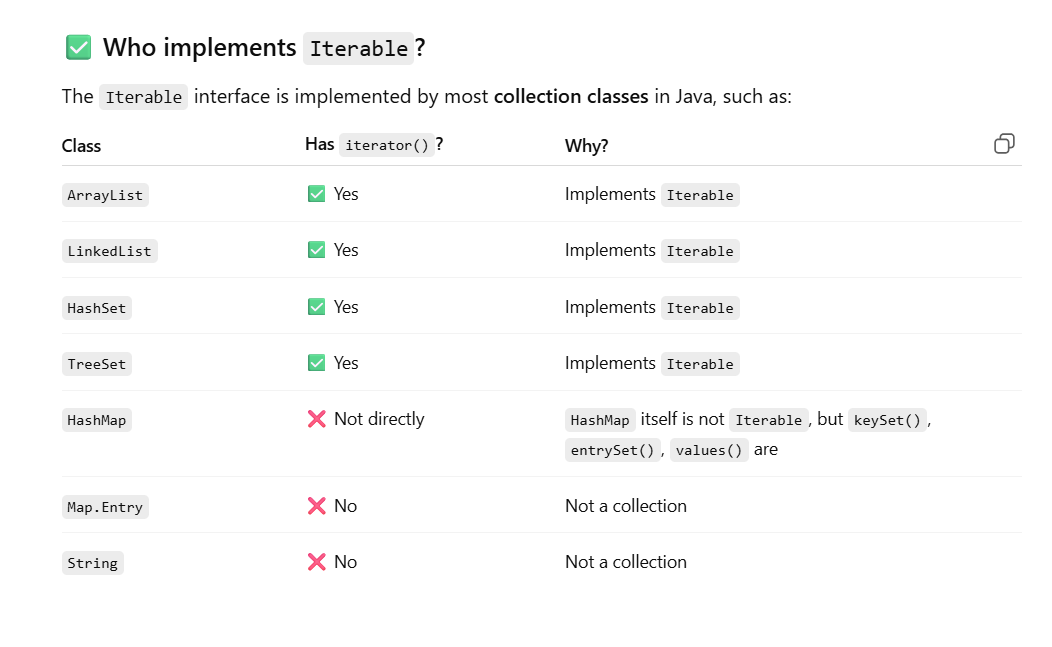 ✅ Who implements Iterable?
The Iterable interface is implemented by most collection classes in Java, such as:
Class Has iterator()? Why?
ArrayList ✅ Yes Implements Iterable
LinkedList ✅ Yes Implements Iterable
HashSet ✅ Yes Implements Iterable
TreeSet ✅ Yes Implements Iterable
HashMap ❌ Not directly HashMap itself is not Iterable, but keySet(),
entrySet(), values() are
Map.Entry ❌ No Not a collection
String ❌ No Not a collection